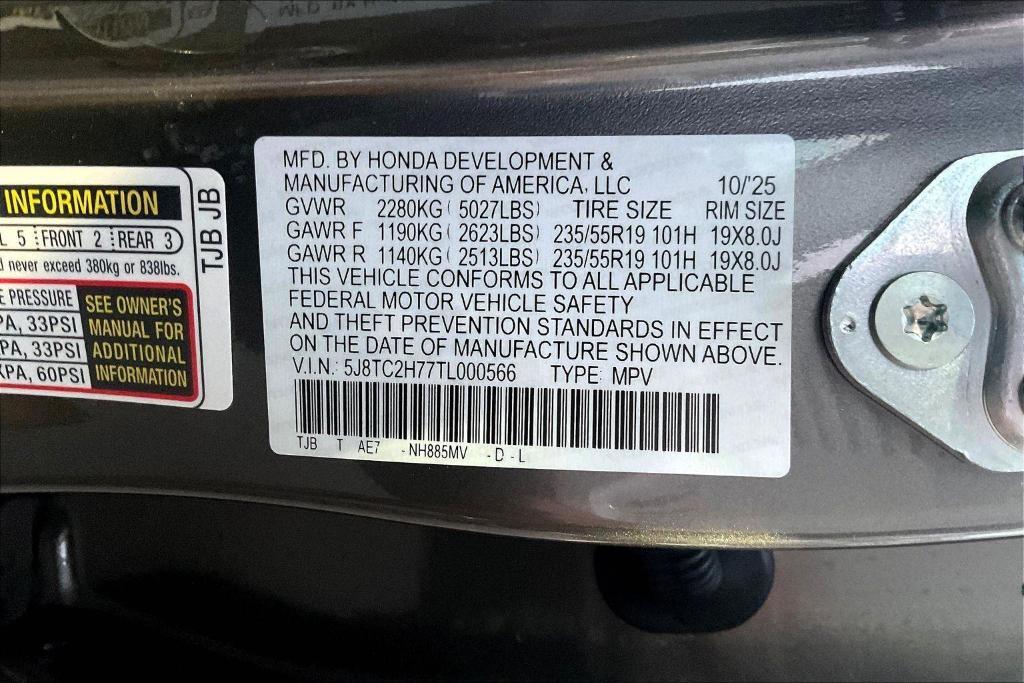 INFORMATION
L 5 FRONT 2 REAR 3
d never exceed 380kg or 838lbs.
E PRESSURE
PA, 33PSI
PA, 33PSI
KPA, 60PSI
SEE OWNER'S
MANUAL FOR
ADDITIONAL
INFORMATION
TJB JB
MFD. BY HONDA DEVELOPMENT &
MANUFACTURING OF AMERICA, LLC 10/'25
GVWR 2280KG ( 5027LBS) TIRE SIZE RIM SIZE
GAWR F 1190KG ( 2623LBS) 235/55R19 101H 19X8.0J
GAWR R 1140KG ( 2513LBS) 235/55R19 101H 19X8.0J
THIS VEHICLE CONFORMS TO ALL APPLICABLE
FEDERAL MOTOR VEHICLE SAFETY
AND THEFT PREVENTION STANDARDS IN EFFECT
ON THE DATE OF MANUFACTURE SHOWN ABOVE.
V.I.N.: 5J8TC2H77TL000566 TYPE: MPV
TJB T AE7 - NH885MV - D - L